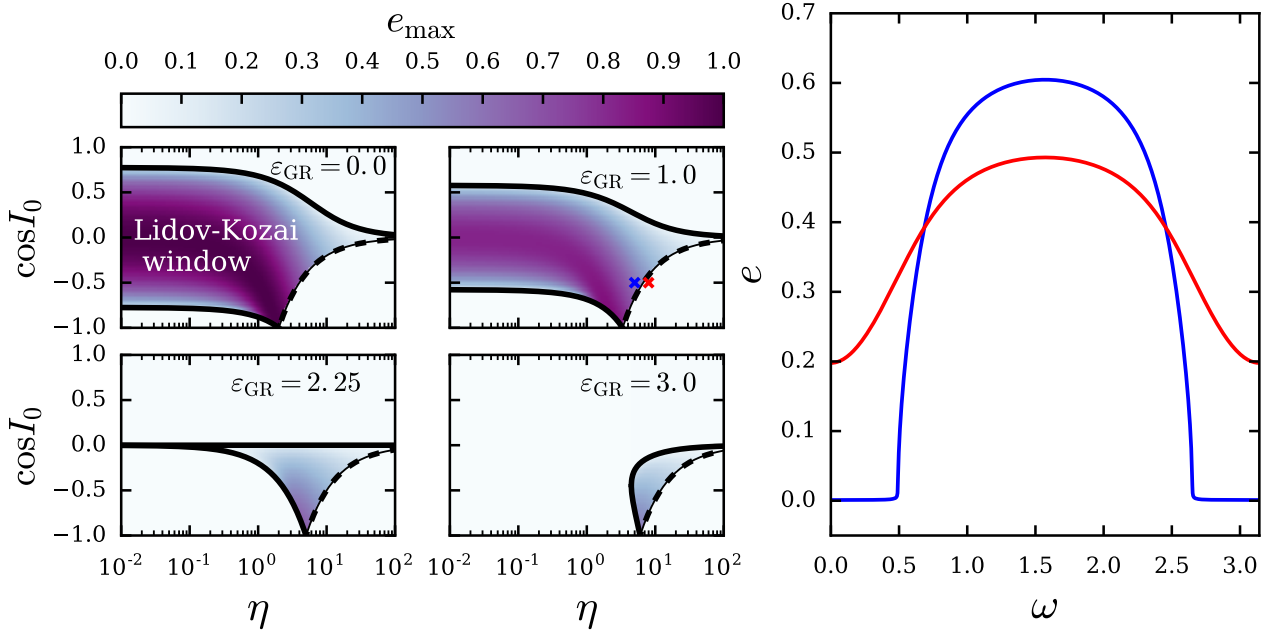 e_max
0.0 0.1 0.2 0.3 0.4 0.5 0.6 0.7 0.8 0.9 1.0
1.0
0.5
0.0
−0.5
−1.0
cosI_0
ε_GR = 0.0
Lidov-Kozai
window
ε_GR = 1.0
1.0
0.5
0.0
−0.5
−1.0
cosI_0
ε_GR = 2.25
ε_GR = 3.0
10^-2 10^-1 10^0 10^1 10^2
η
10^-2 10^-1 10^0 10^1 10^2
η
0.7
0.6
0.5
0.4
0.3
0.2
0.1
0.0
e
0.0 0.5 1.0 1.5 2.0 2.5 3.0
ω